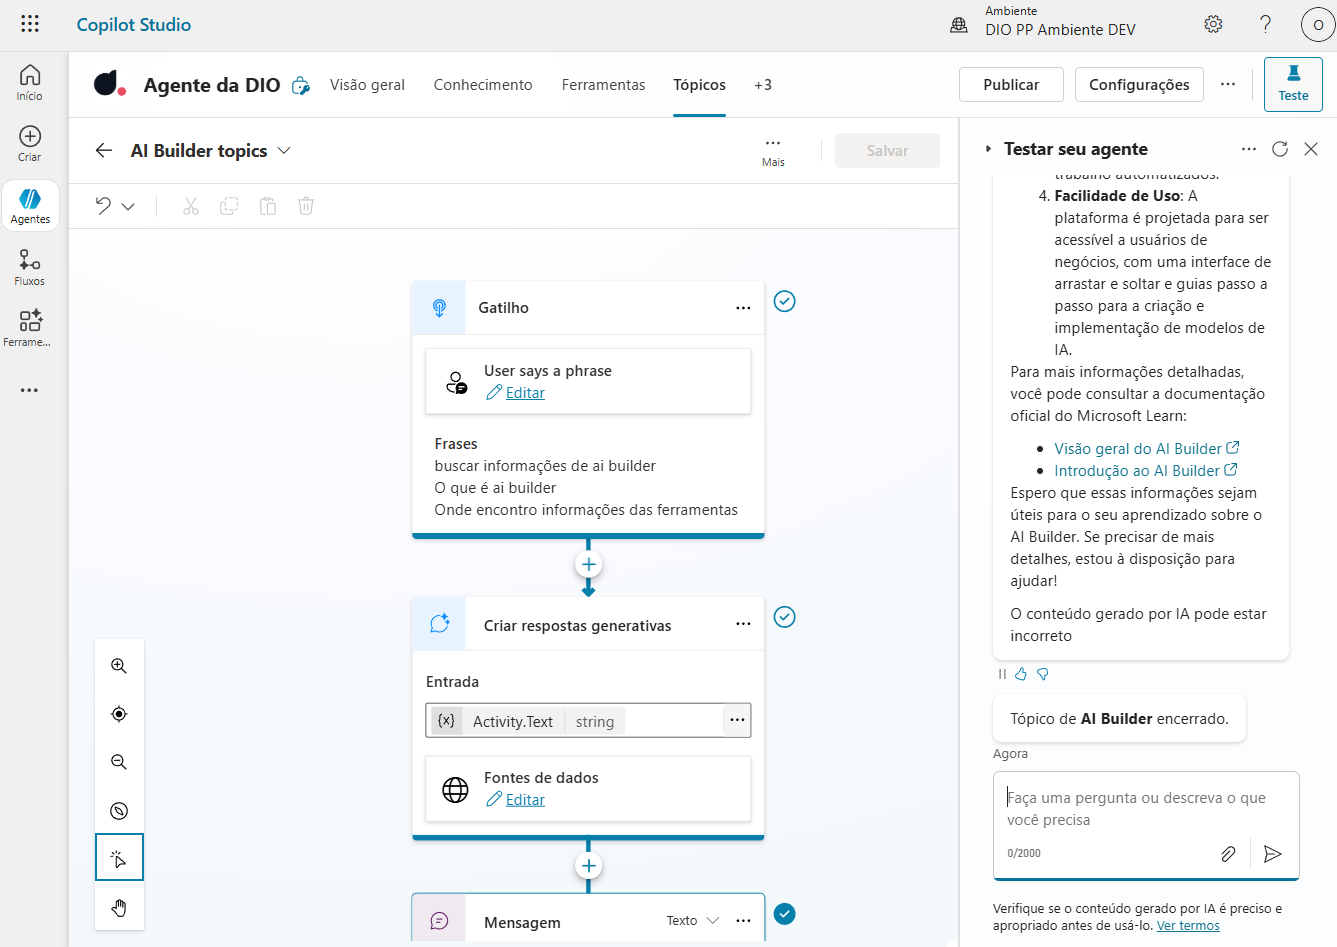 Copilot Studio
Ambiente
DIO PP Ambiente DEV
?
O
Início
Criar
Agentes
Fluxos
Ferrame...
Agente da DIO
Visão geral
Conhecimento
Ferramentas
Tópicos
+3
Publicar
Configurações
Teste
AI Builder topics
Mais
Salvar
Gatilho
User says a phrase
Editar
Frases
buscar informações de ai builder
O que é ai builder
Onde encontro informações das ferramentas
Criar respostas generativas
Entrada
{x} Activity.Text string
Fontes de dados
Editar
Mensagem
Texto
Testar seu agente
trabalho automatizados.
4. Facilidade de Uso: A
plataforma é projetada para ser
acessível a usuários de
negócios, com uma interface de
arrastar e soltar e guias passo a
passo para a criação e
implementação de modelos de
IA.
Para mais informações detalhadas,
você pode consultar a documentação
oficial do Microsoft Learn:
• Visão geral do AI Builder
• Introdução ao AI Builder
Espero que essas informações sejam
úteis para o seu aprendizado sobre o
AI Builder. Se precisar de mais
detalhes, estou à disposição para
ajudar!
O conteúdo gerado por IA pode estar
incorreto
Tópico de AI Builder encerrado.
Agora
Faça uma pergunta ou descreva o que
você precisa
0/2000
Verifique se o conteúdo gerado por IA é preciso e
apropriado antes de usá-lo. Ver termos